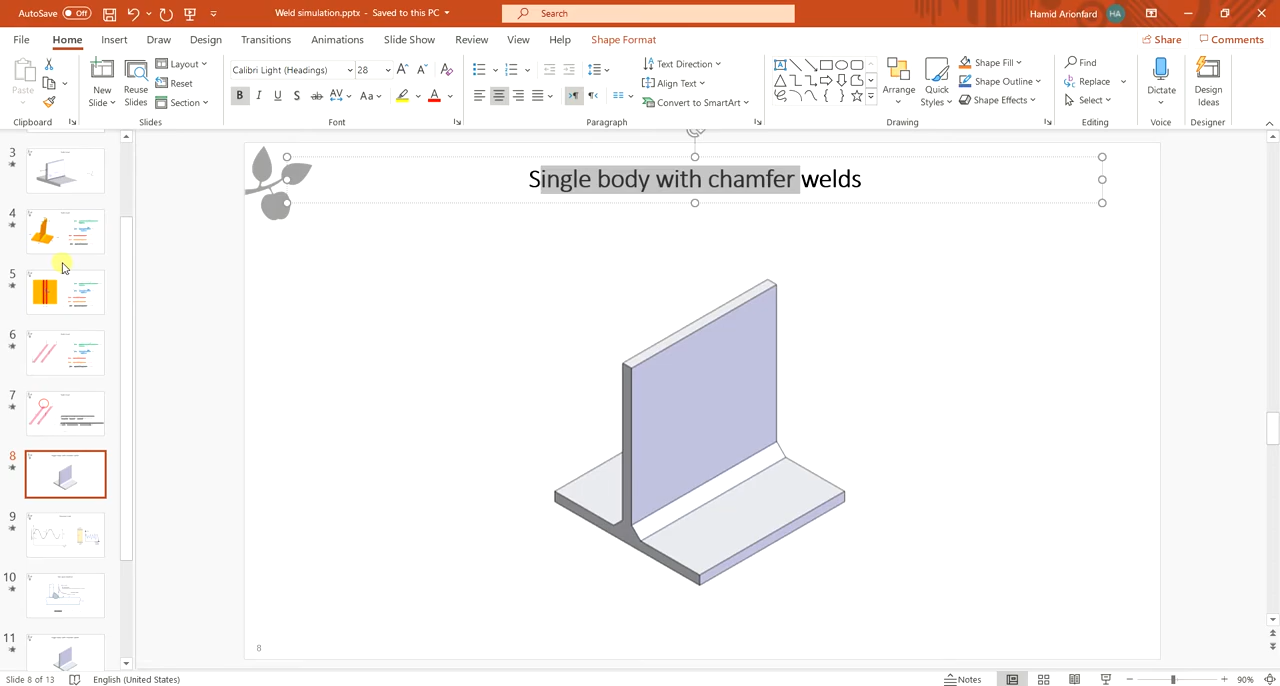 AutoSave Off Weld simulation.pptx - Saved to this PC Search Hamid Arionfard HA
File Home Insert Draw Design Transitions Animations Slide Show Review View Help Shape Format Share Comments
Paste New Slide Reuse Slides Layout Reset Section
Calibri Light (Headings) 28 A A
B I U S ab AV Aa A
Text Direction Align Text Convert to SmartArt
Arrange Quick Styles Shape Fill Shape Outline Shape Effects
Find Replace Select Dictate Design Ideas
Clipboard Slides Font Paragraph Drawing Editing Voice Designer
3
4
5
6
7
8
9
10
11
Single body with chamfer welds
8
Slide 8 of 13 English (United States) Notes 90%